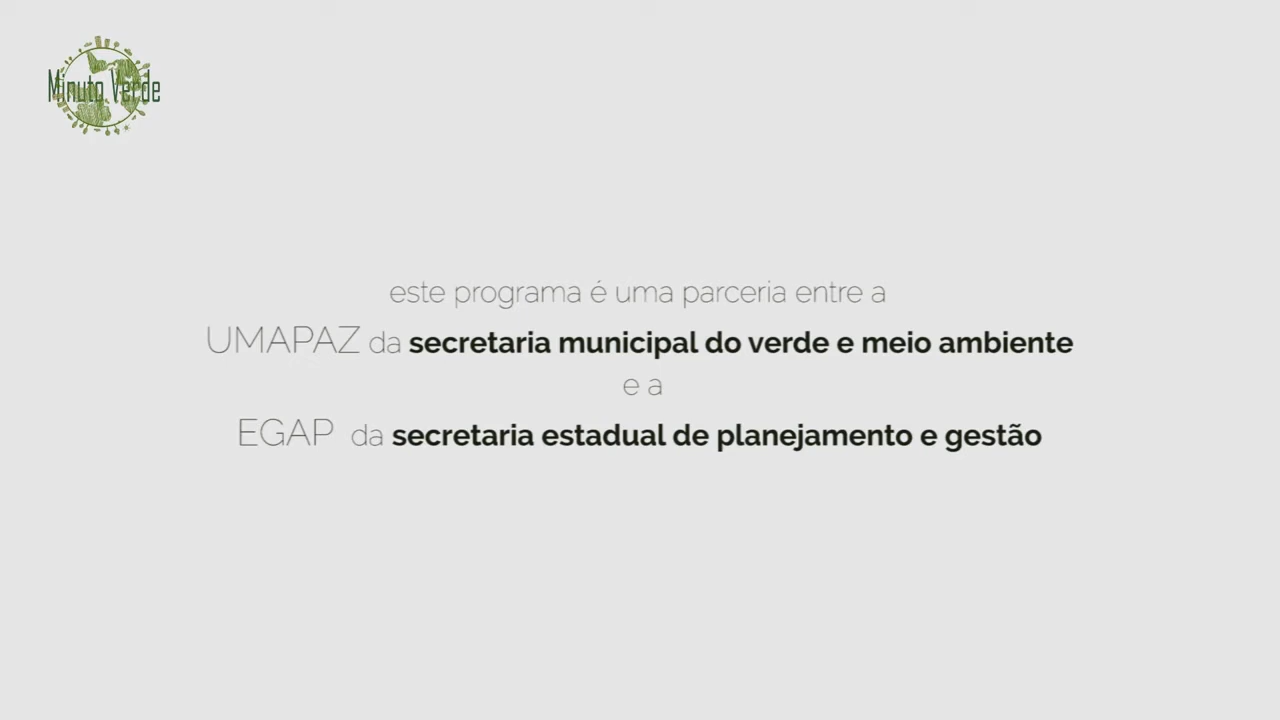 Minuto Verde
este programa é uma parceria entre a
UMAPAZ da secretaria municipal do verde e meio ambiente
e a
EGAP da secretaria estadual de planejamento e gestão